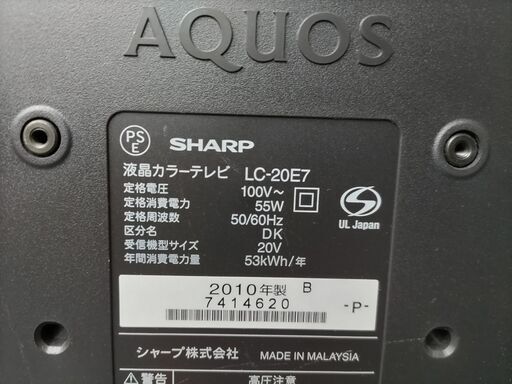 AQUOS
PS E SHARP
液晶カラーテレビ LC-20E7
定格電圧 100V～
定格消費電力 55W
定格周波数 50/60Hz
区分名 DK
受信機型サイズ 20V
年間消費電力量 53kWh/年
S
UL Japan
2010年製 B
7414620
-P-
シャープ株式会社 MADE IN MALAYSIA
警告 高圧注意